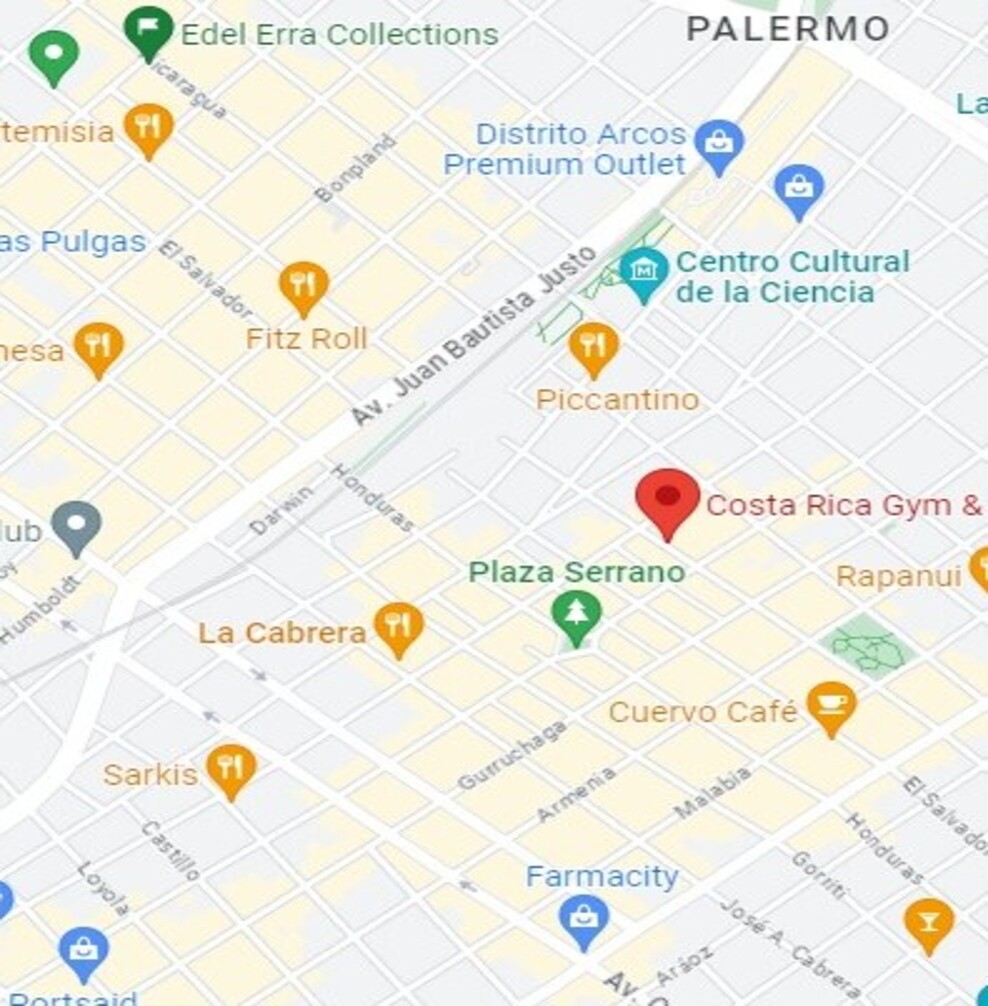 PALERMO
Edel Erra Collections
icaragua
temisia
La
Distrito Arcos
Premium Outlet
Bonpland
as Pulgas
El Salvador
Centro Cultural
de la Ciencia
Fitz Roll
Av. Juan Bautista Justo
nesa
Piccantino
Honduras
Darwin
Costa Rica Gym &
lub
Plaza Serrano
Rapanui
Humboldt
La Cabrera
Cuervo Café
Gurruchaga
Sarkis
Armenia
Malabia
El Salvador
Castillo
Honduras
Loyola
Gorriti
Farmacity
José A. Cabrera
Aráoz
Av.
Portsaid